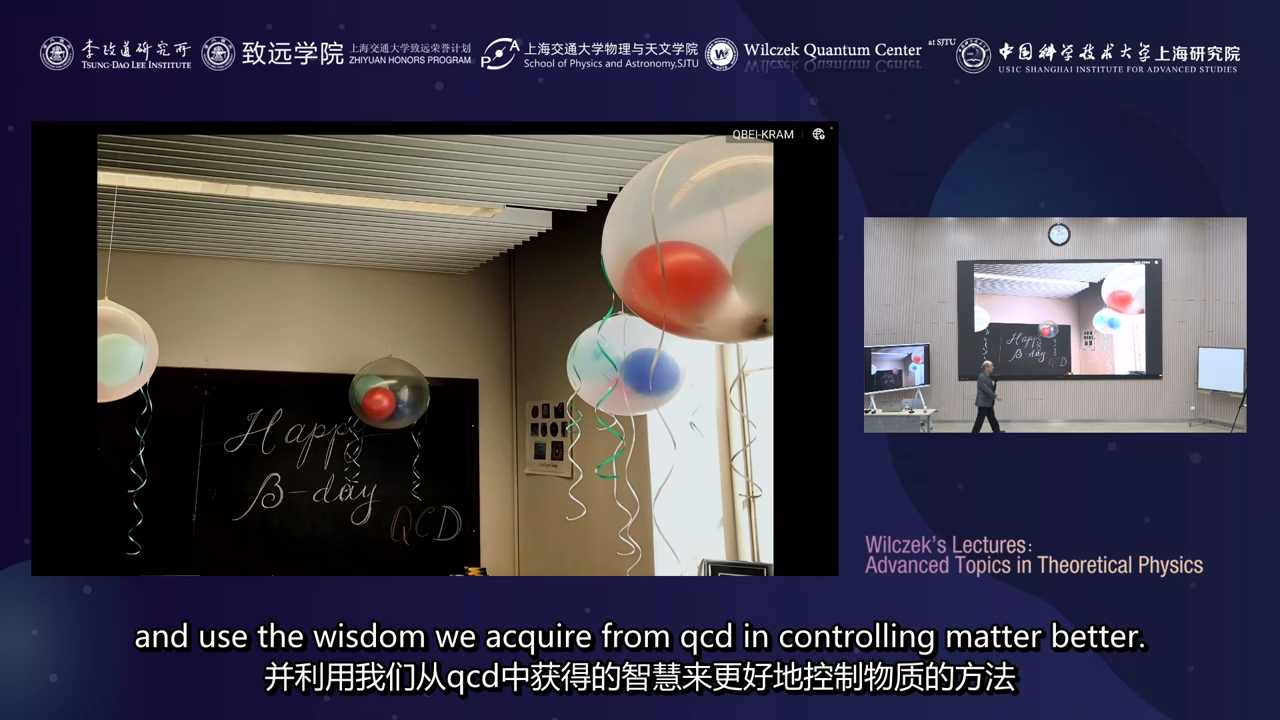 李政道研究所
TSUNG-DAO LEE INSTITUTE
致远学院
上海交通大学致远荣誉计划
ZHIYUAN HONORS PROGRAM
上海交通大学物理与天文学院
School of Physics and Astronomy,SJTU
Wilczek Quantum Center
at SJTU
中国科学技术大学上海研究院
USTC SHANGHAI INSTITUTE FOR ADVANCED STUDIES
QBEI-KRAM
Happy
β-day
QCD
Wilczek's Lectures:
Advanced Topics in Theoretical Physics
and use the wisdom we acquire from qcd in controlling matter better.
并利用我们从qcd中获得的智慧来更好地控制物质的方法